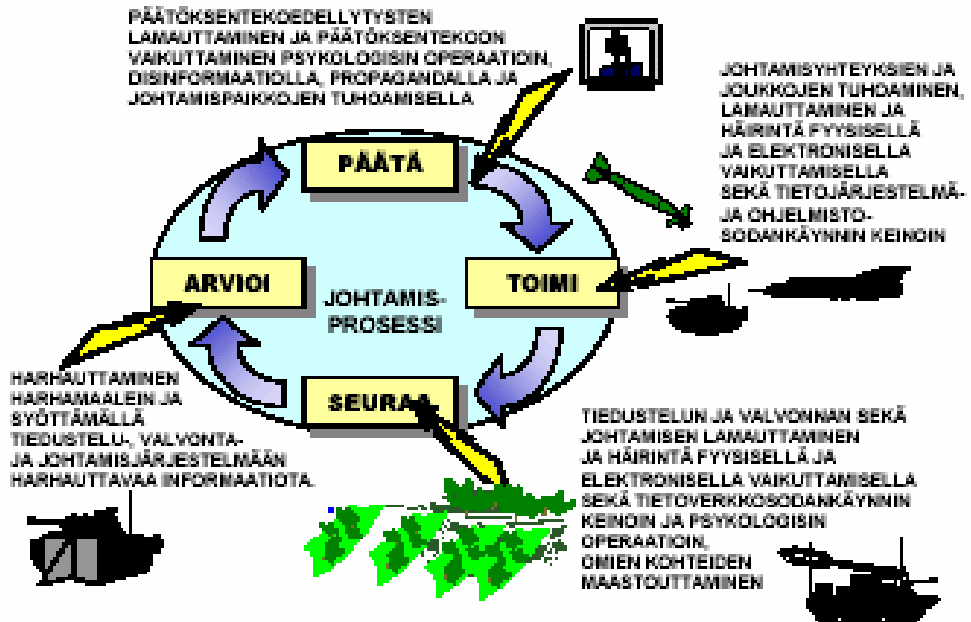 PÄÄTÖKSENTEKOEDELLYTYSTEN
LAMAUTTAMINEN JA PÄÄTÖKSENTEKOON
VAIKUTTAMINEN PSYKOLOGISIN OPERAATIOIN,
DISINFORMAATIOLLA, PROPAGANDALLA JA
JOHTAMISPAIKKOJEN TUHOAMISELLA
JOHTAMISYHTEYKSIEN JA
JOUKKOJEN TUHOAMINEN,
LAMAUTTAMINEN JA
HÄIRINTÄ FYYSISELLÄ
JA ELEKTRONISELLA
VAIKUTTAMISELLA
SEKÄ TIETOJÄRJESTELMÄ-
JA OHJELMISTO-
SODANKÄYNNIN KEINOIN
PÄÄTÄ
ARVIOI
TOIMI
JOHTAMIS-
PROSESSI
SEURAA
HARHAUTTAMINEN
HARHAMAALEIN JA
SYÖTTÄMÄLLÄ
TIEDUSTELU-, VALVONTA-
JA JOHTAMISJÄRJESTELMÄÄN
HARHAUTTAVAA INFORMAATIOTA.
TIEDUSTELUN JA VALVONNAN SEKÄ
JOHTAMISEN LAMAUTTAMINEN
JA HÄIRINTÄ FYYSISELLÄ JA
ELEKTRONISELLA VAIKUTTAMISELLA
SEKÄ TIETOVERKKOSODANKÄYNNIN
KEINOIN JA PSYKOLOGISIN
OPERAATIOIN,
OMIEN KOHTEIDEN
MAASTOUTTAMINEN